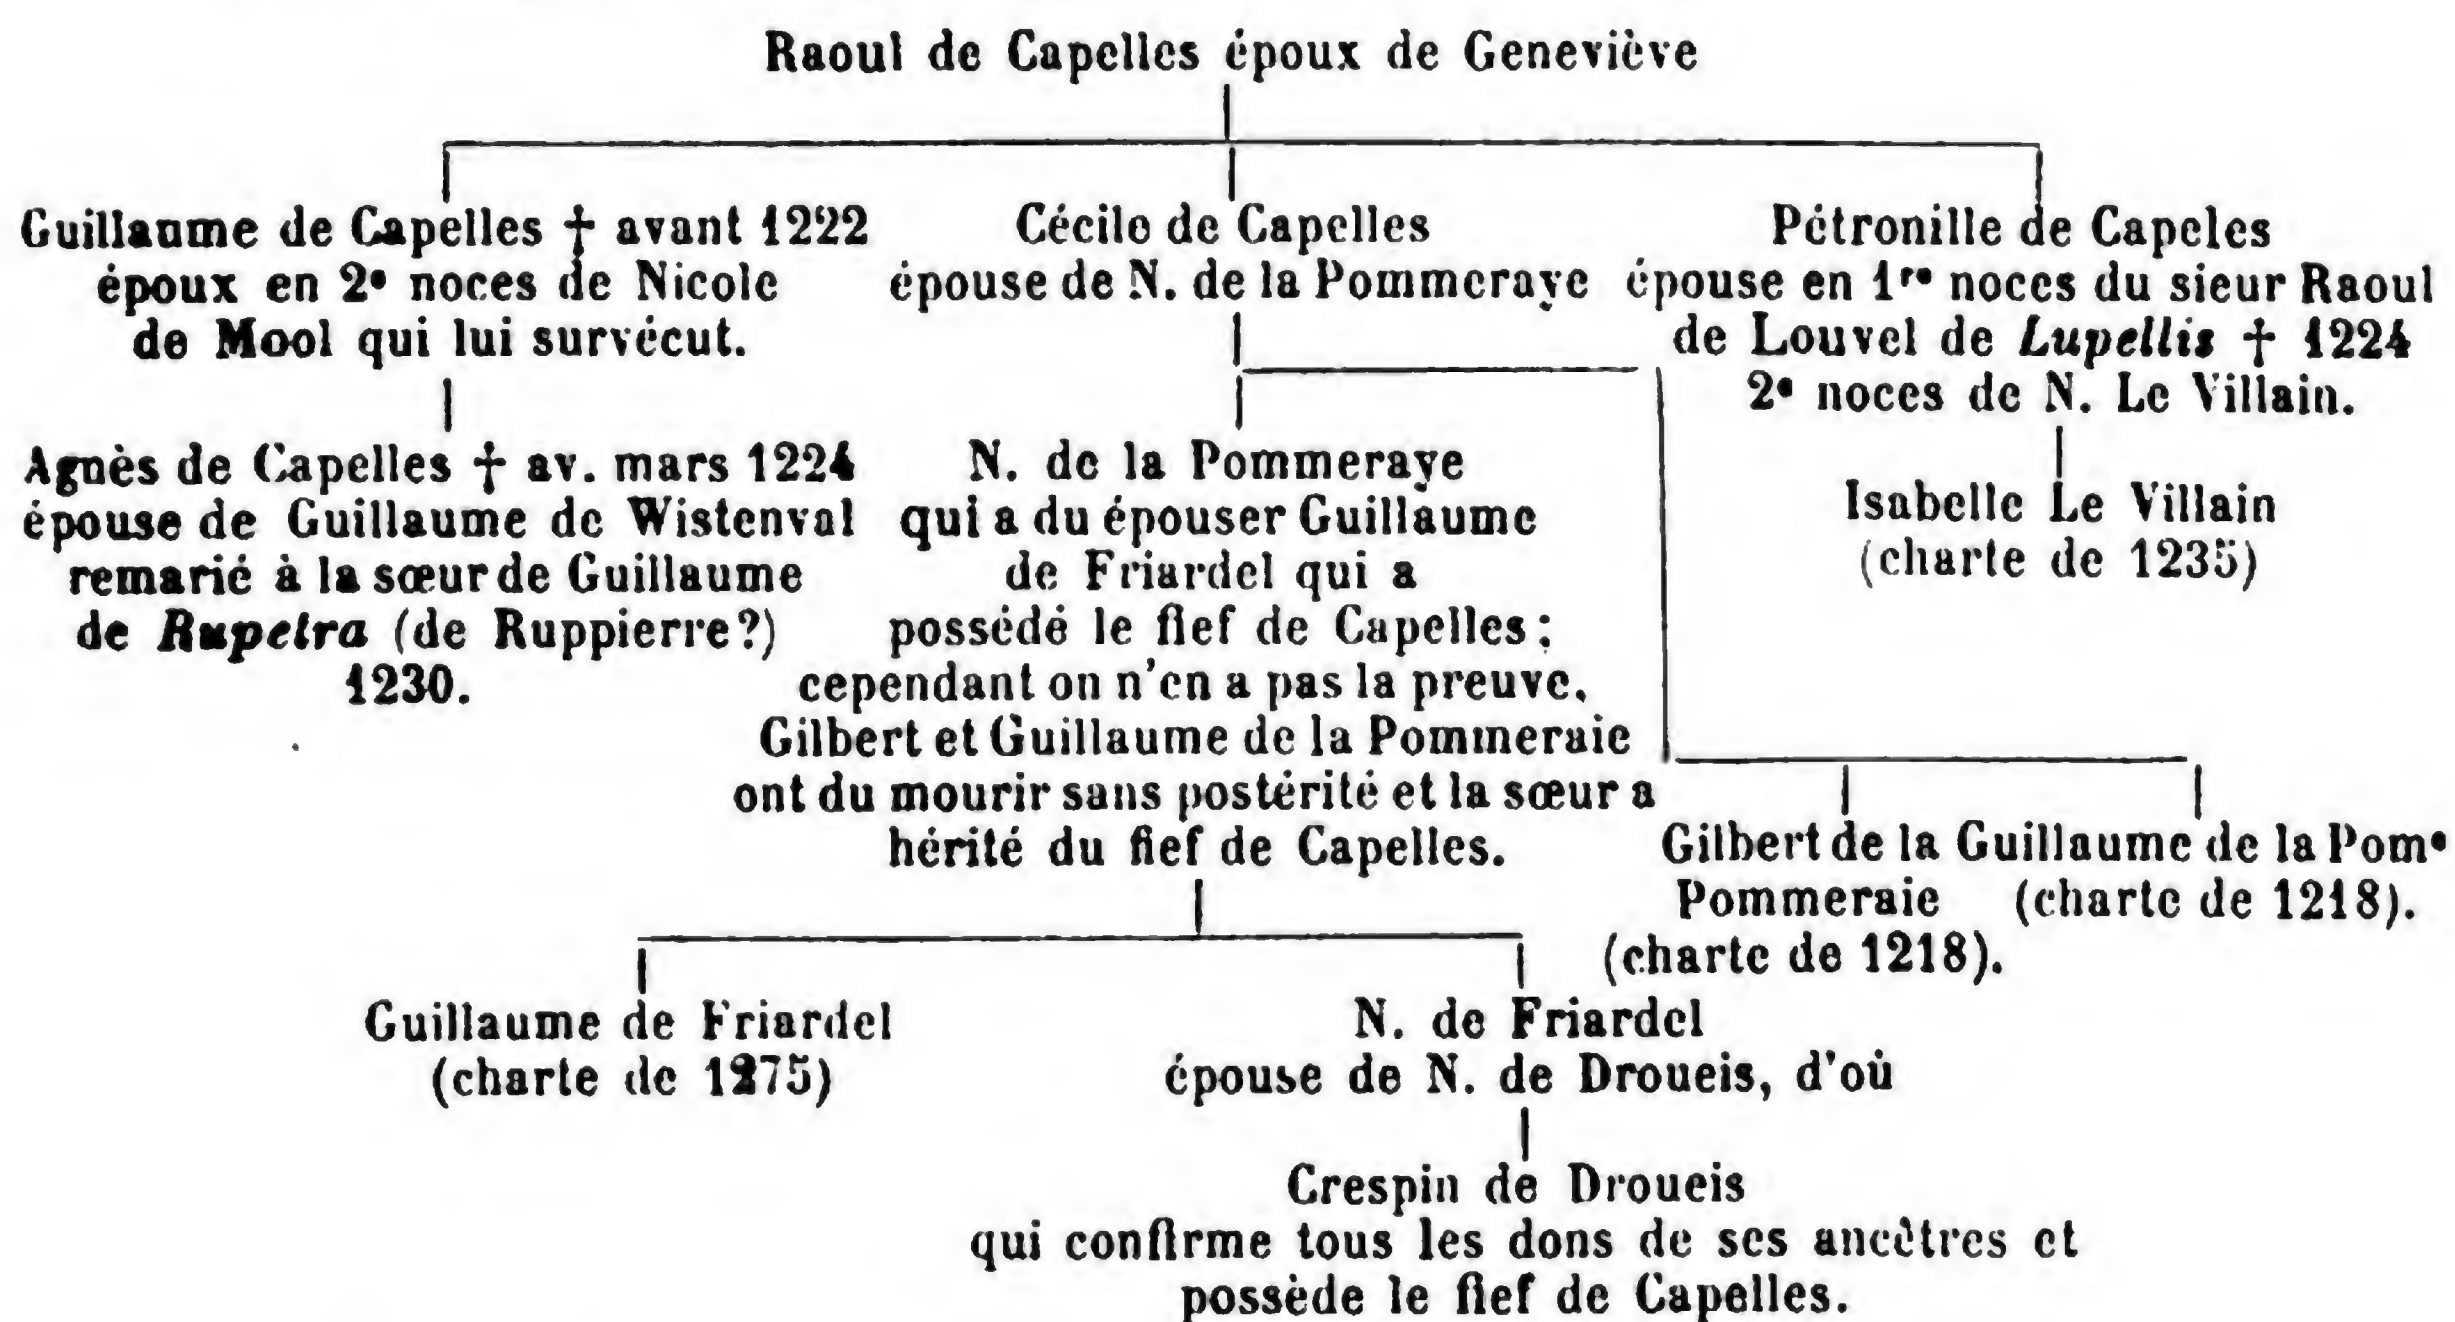 Raoul de Capelles époux de Geneviève
Guillaume de Capelles † avant 1222
époux en 2e noces de Nicole
de Mool qui lui survécut.
Cécile de Capelles
épouse de N. de la Pommeraye
Pétronille de Capeles
épouse en 1re noces du sieur Raoul
de Louvel de Lupellis † 1224
2e noces de N. Le Villain.
Agnès de Capelles † av. mars 1224
épouse de Guillaume de Wistenval
remarié à la sœur de Guillaume
de Rupetra (de Ruppierre?)
1230.
N. de la Pommeraye
qui a du épouser Guillaume
de Friardel qui a
possédé le fief de Capelles;
cependant on n'en a pas la preuve.
Gilbert et Guillaume de la Pommeraie
ont du mourir sans postérité et la sœur a
hérité du fief de Capelles.
Isabelle Le Villain
(charte de 1235)
Gilbert de la
Pommeraie
(charte de 1218).
Guillaume de la Pome
(charte de 1218).
Guillaume de Friardel
(charte de 1275)
N. de Friardel
épouse de N. de Droueis, d'où
Crespin de Droueis
qui confirme tous les dons de ses ancêtres et
possède le fief de Capelles.